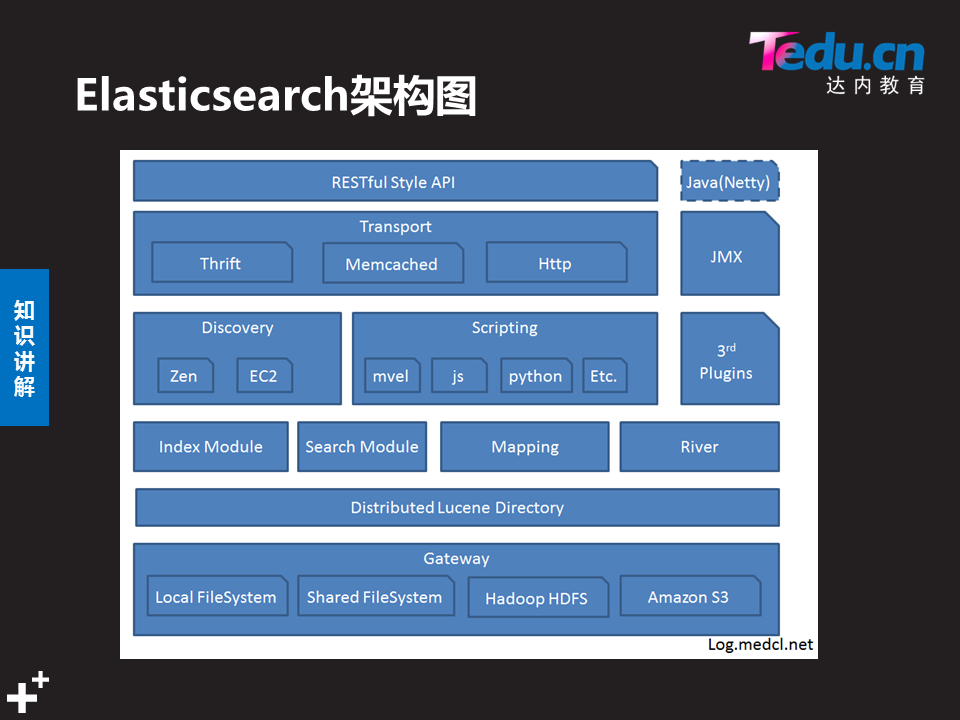 Tedu.cn
达内教育
Elasticsearch架构图
知识讲解
RESTful Style API
Java(Netty)
Transport
Thrift
Memcached
Http
JMX
Discovery
Zen
EC2
Scripting
mvel
js
python
Etc.
3rd
Plugins
Index Module
Search Module
Mapping
River
Distributed Lucene Directory
Gateway
Local FileSystem
Shared FileSystem
Hadoop HDFS
Amazon S3
Log.medcl.net